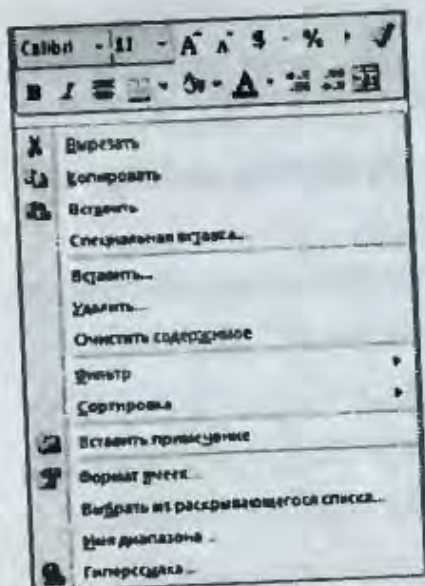 Calibri 11 A A $ % ,
B I A
Вырезать
Копировать
Вставить
Специальная вставка...
Вставить...
Удалить...
Очистить содержимое
Фильтр
Сортировка
Вставить примечание
Формат ячеек...
Выбрать из раскрывающегося списка...
Имя диапазона...
Гиперссылка...